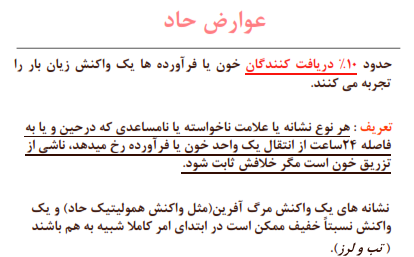 عوارض حاد
حدود ۱۰٪ دریافت کنندگان خون یا فرآورده ها یک واکنش زیان بار را
تجربه می کنند.
تعریف : هر نوع نشانه یا علامت ناخواسته یا نامساعدی که درحین و یا به
فاصله ۲۴ساعت از انتقال یک واحد خون یا فرآورده رخ میدهد، ناشی از
تزریق خون است مگر خلافش ثابت شود.
نشانه های یک واکنش مرگ آفرین(مثل واکنش همولیتیک حاد) و یک
واکنش نسبتاً خفیف ممکن است در ابتدای امر کاملا شبیه به هم باشند
( تب و لرز).